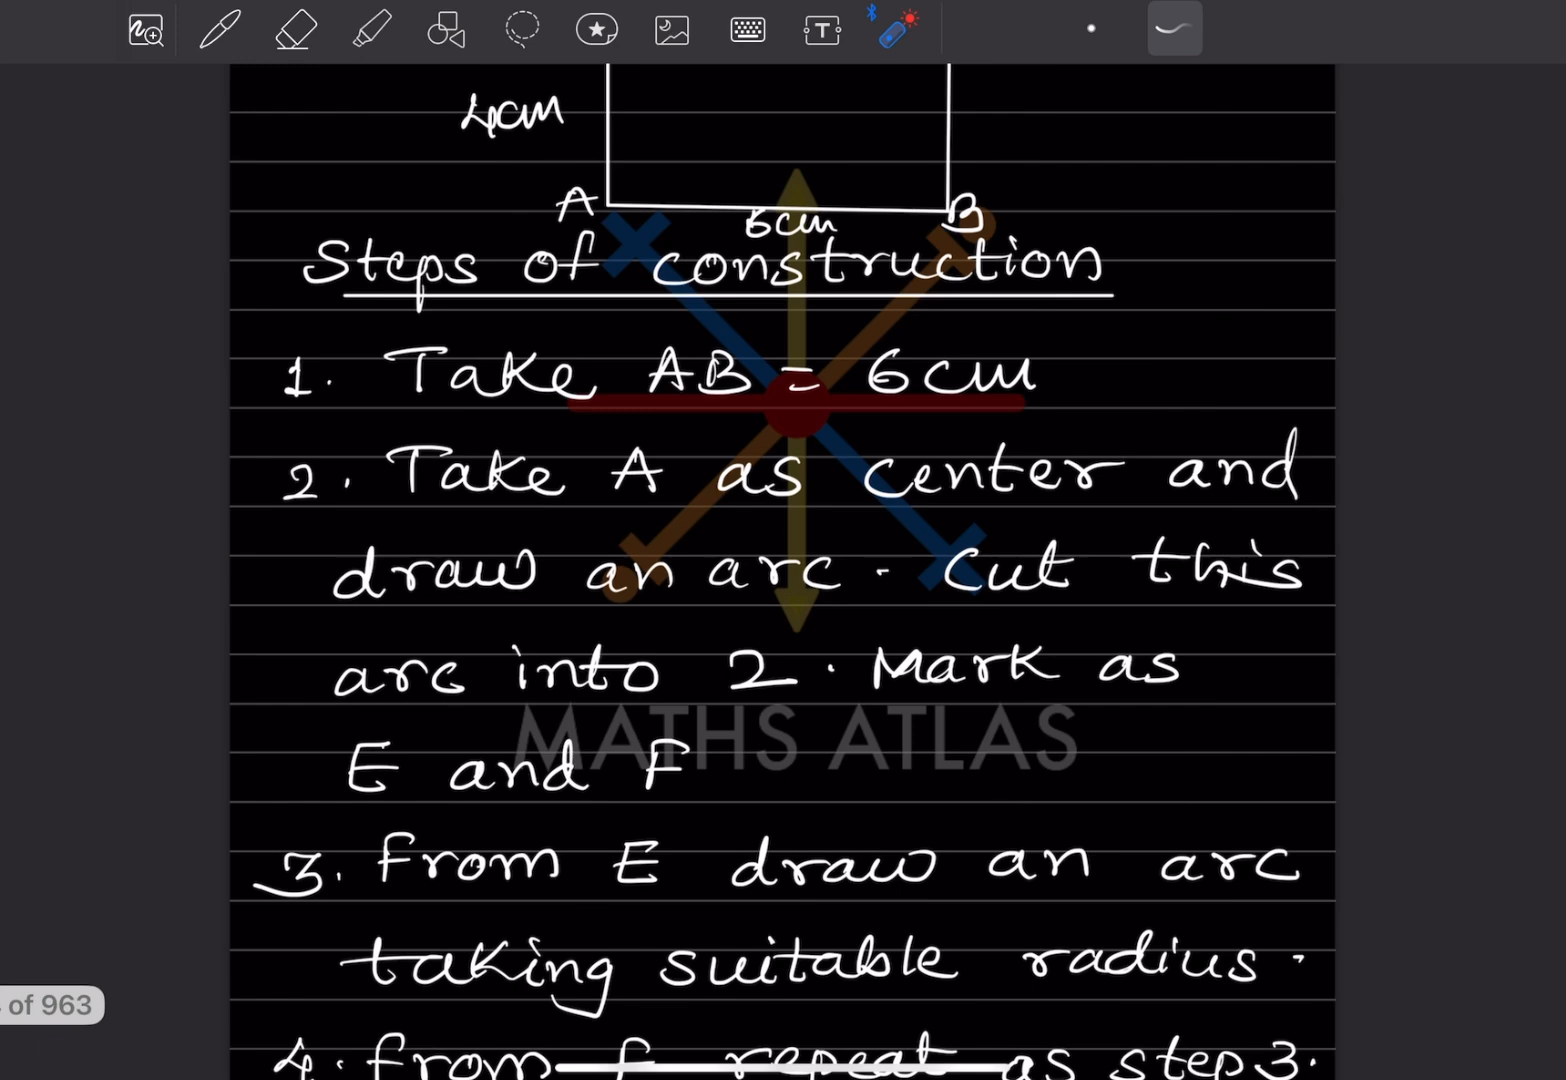 4cm
A
6cm
B
Steps of construction
1. Take AB = 6cm
2. Take A as center and
draw an arc. Cut this
arc into 2. Mark as
E and F
MATHS ATLAS
3. From E draw an arc
taking suitable radius.
of 963
4. From F repeat as step 3.